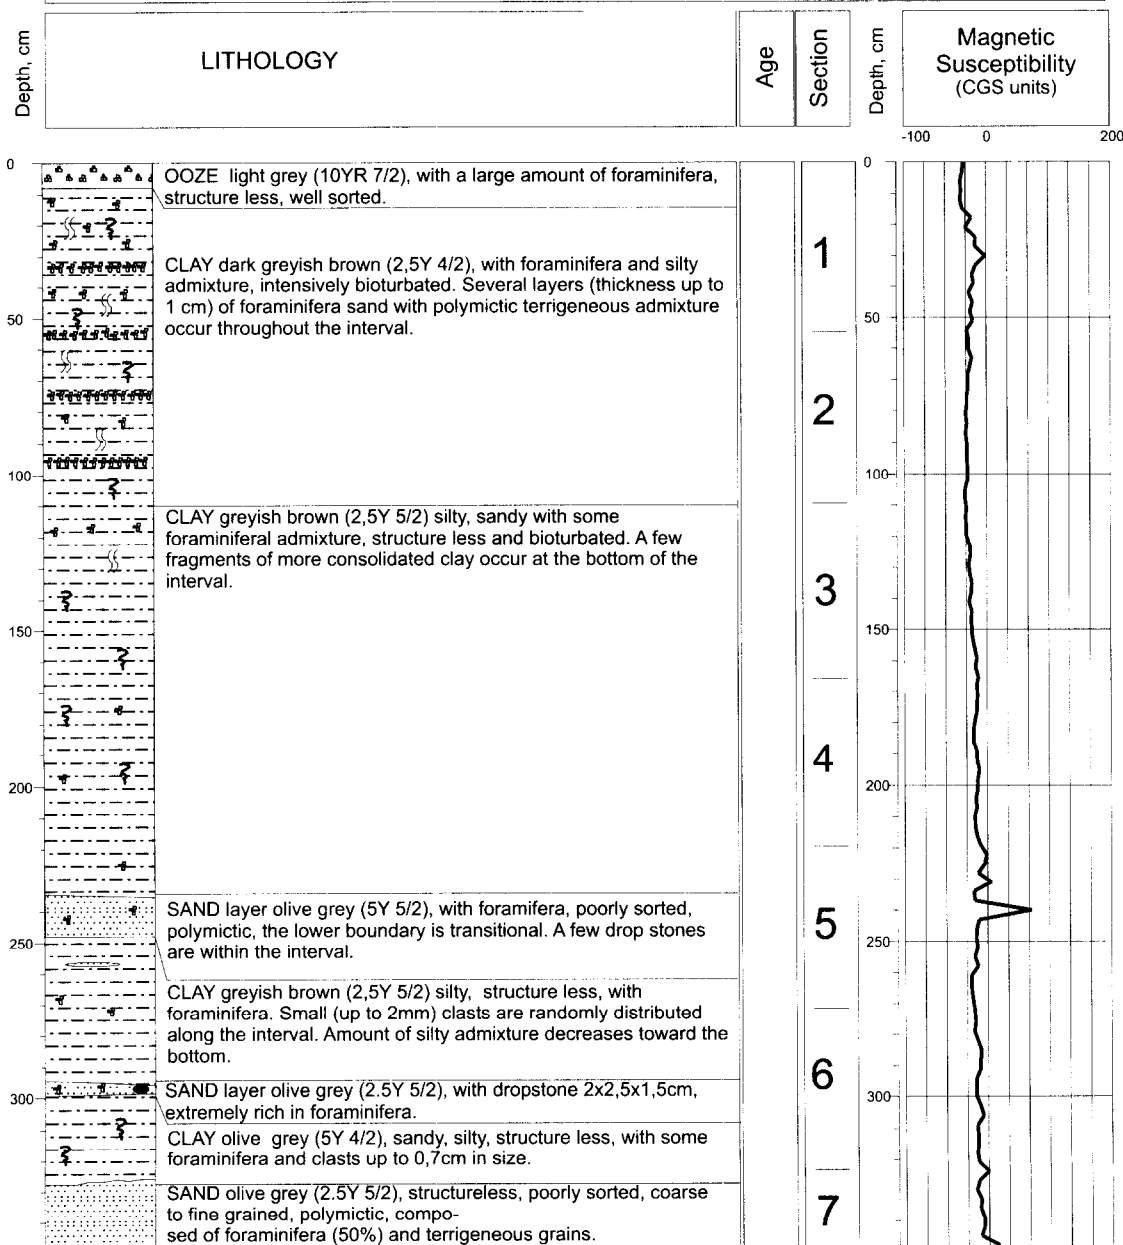 Depth, cm
LITHOLOGY
Age
Section
Depth, cm
Magnetic
Susceptibility
(CGS units)
-100 0 200
0
50
100
150
200
250
300
OOZE light grey (10YR 7/2), with a large amount of foraminifera,
structure less, well sorted.
CLAY dark greyish brown (2,5Y 4/2), with foraminifera and silty
admixture, intensively bioturbated. Several layers (thickness up to
1 cm) of foraminifera sand with polymictic terrigeneous admixture
occur throughout the interval.
CLAY greyish brown (2,5Y 5/2) silty, sandy with some
foraminiferal admixture, structure less and bioturbated. A few
fragments of more consolidated clay occur at the bottom of the
interval.
SAND layer olive grey (5Y 5/2), with foramifera, poorly sorted,
polymictic, the lower boundary is transitional. A few drop stones
are within the interval.
CLAY greyish brown (2,5Y 5/2) silty, structure less, with
foraminifera. Small (up to 2mm) clasts are randomly distributed
along the interval. Amount of silty admixture decreases toward the
bottom.
SAND layer olive grey (2.5Y 5/2), with dropstone 2x2,5x1,5cm,
extremely rich in foraminifera.
CLAY olive grey (5Y 4/2), sandy, silty, structure less, with some
foraminifera and clasts up to 0,7cm in size.
SAND olive grey (2.5Y 5/2), structureless, poorly sorted, coarse
to fine grained, polymictic, compo-
sed of foraminifera (50%) and terrigeneous grains.
1
2
3
4
5
6
7
0
50
100
150
200
250
300